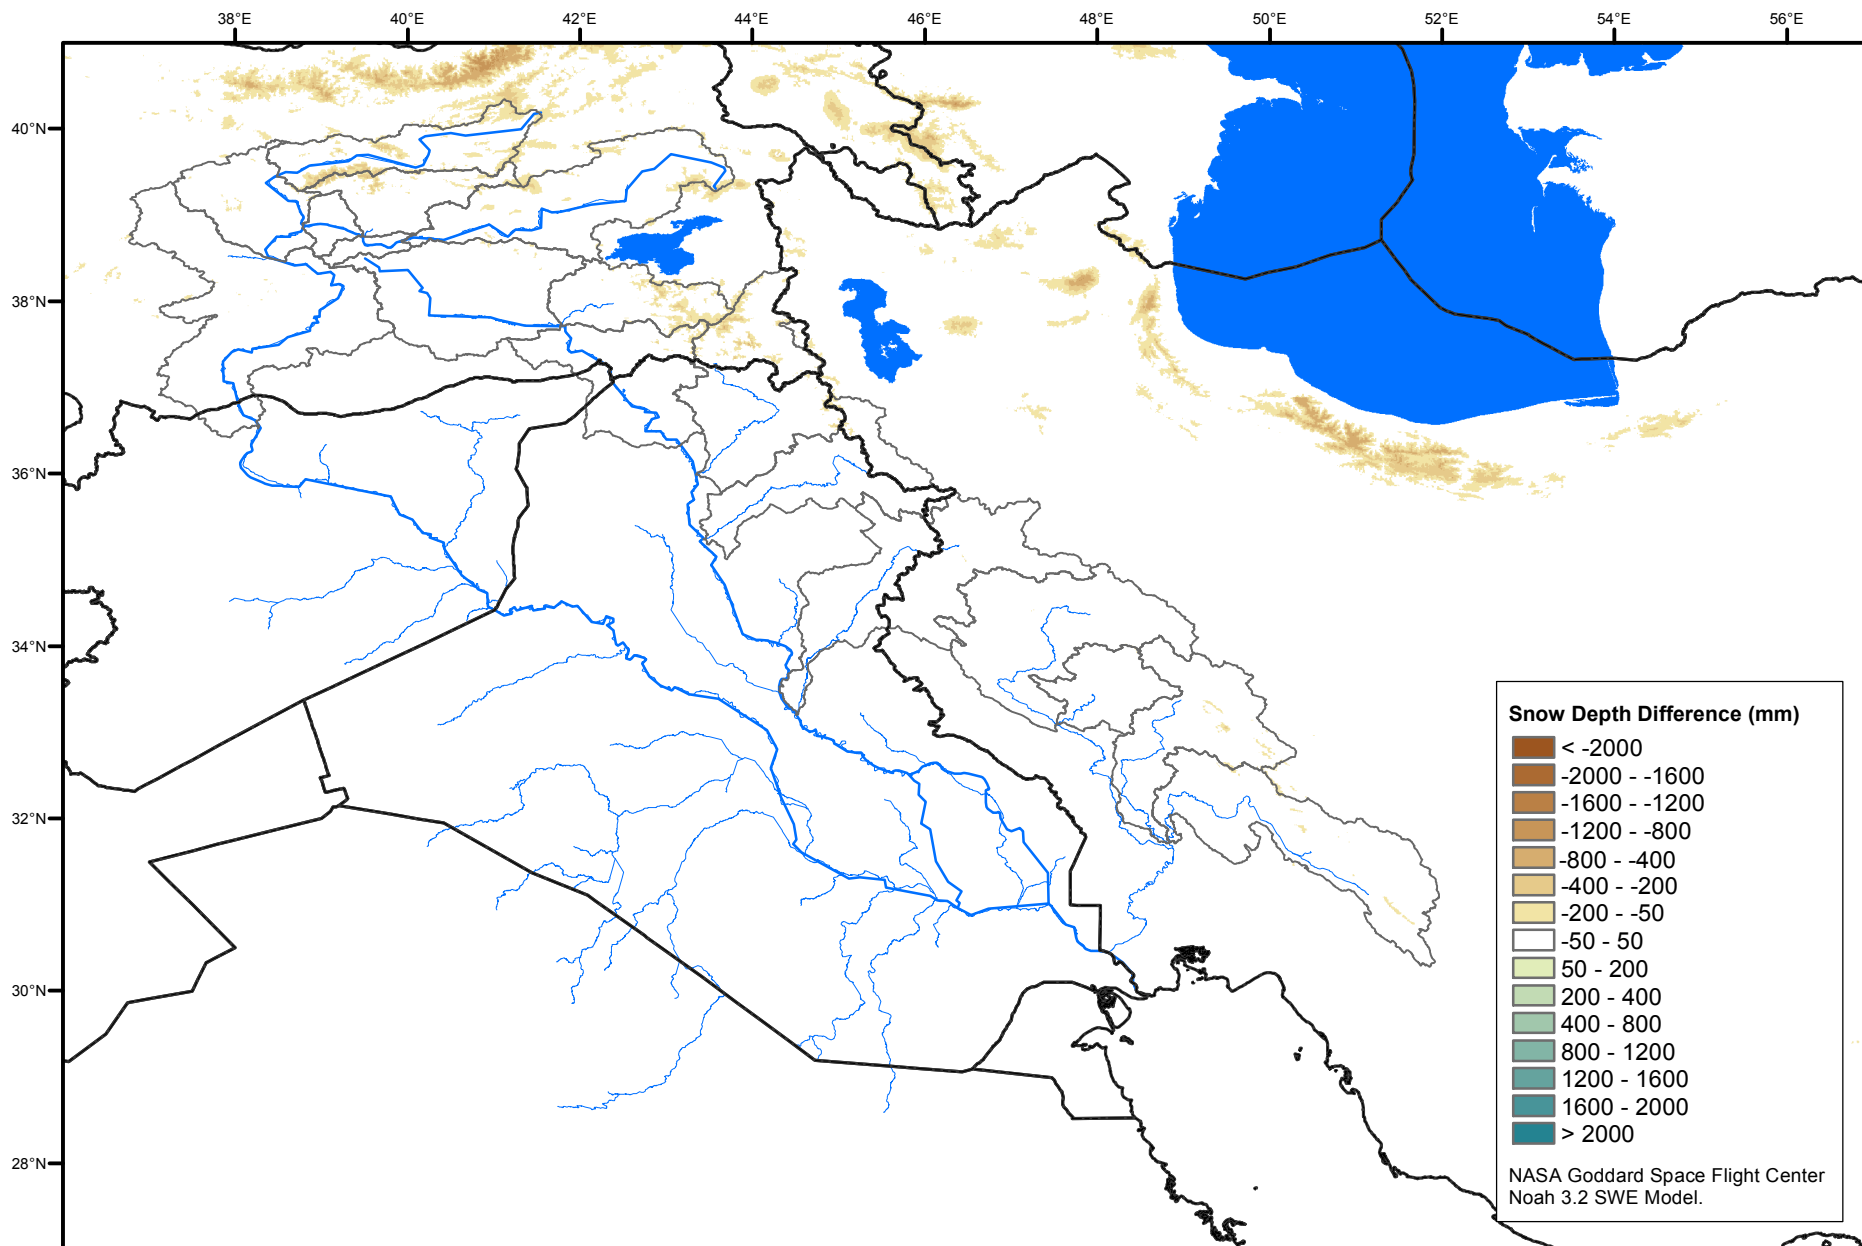 38°E 40°E 42°E 44°E 46°E 48°E 50°E 52°E 54°E 56°E
40°N
38°N
36°N
34°N
32°N
30°N
28°N
Snow Depth Difference (mm)
< -2000
-2000 - -1600
-1600 - -1200
-1200 - -800
-800 - -400
-400 - -200
-200 - -50
-50 - 50
50 - 200
200 - 400
400 - 800
800 - 1200
1200 - 1600
1600 - 2000
> 2000
NASA Goddard Space Flight Center
Noah 3.2 SWE Model.